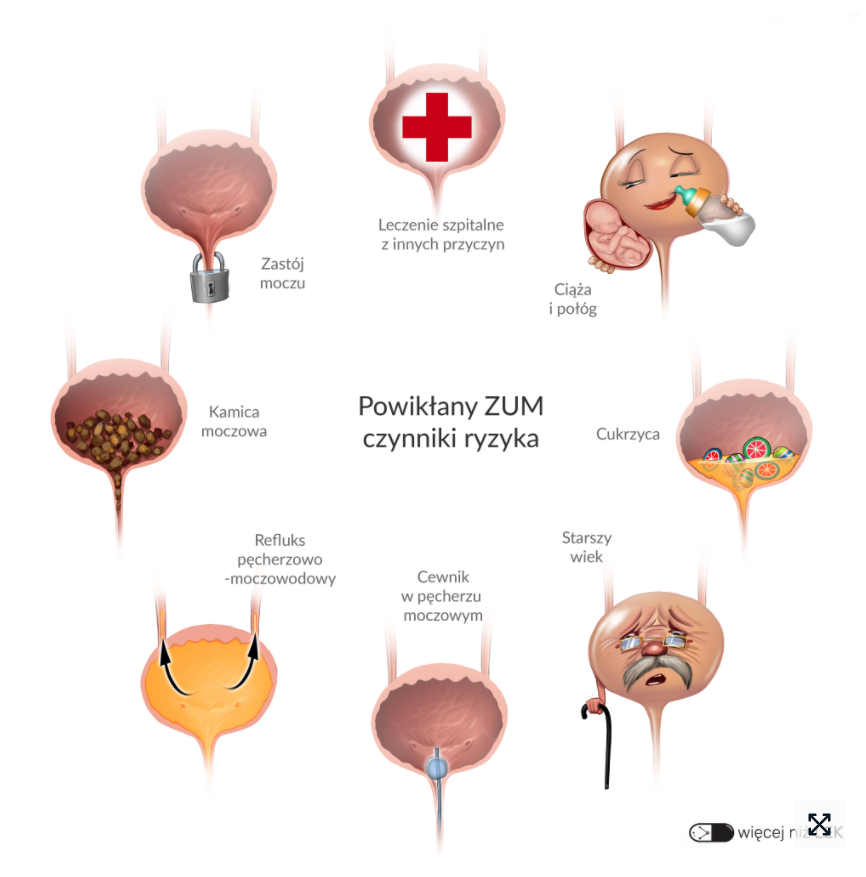 Leczenie szpitalne
z innych przyczyn
Zastój
moczu
Ciąża
i połóg
Powikłany ZUM
czynniki ryzyka
Kamica
moczowa
Cukrzyca
Refluks
pęcherzowo
-moczowodowy
Starszy
wiek
Cewnik
w pęcherzu
moczowym
więcej